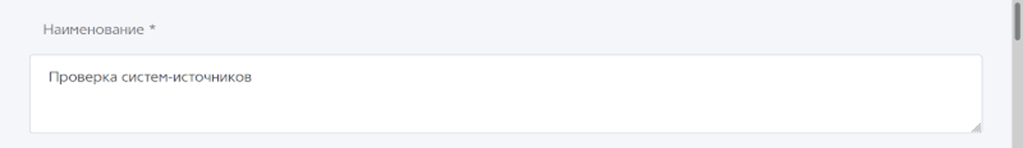 Наименование *
Проверка систем-источников